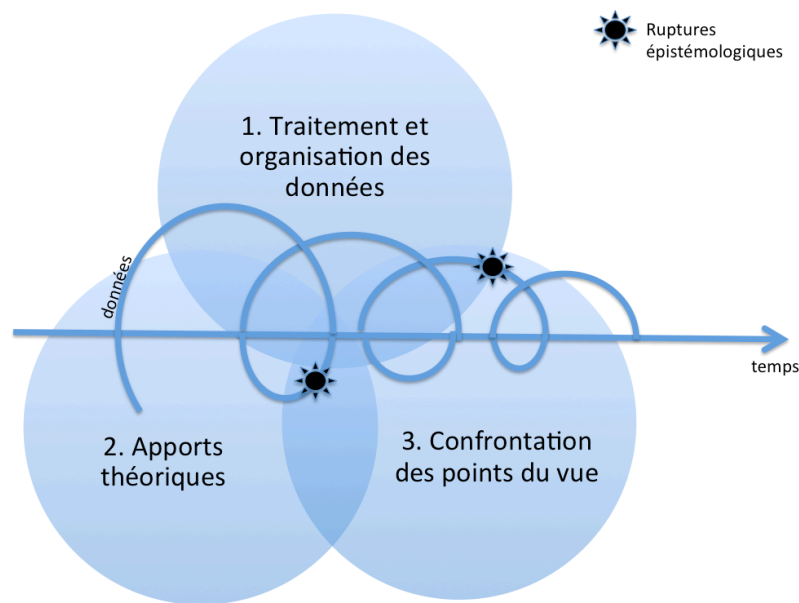 Ruptures
épistémologiques
1. Traitement et
organisation des
données
données
temps
2. Apports
théoriques
3. Confrontation
des points du vue